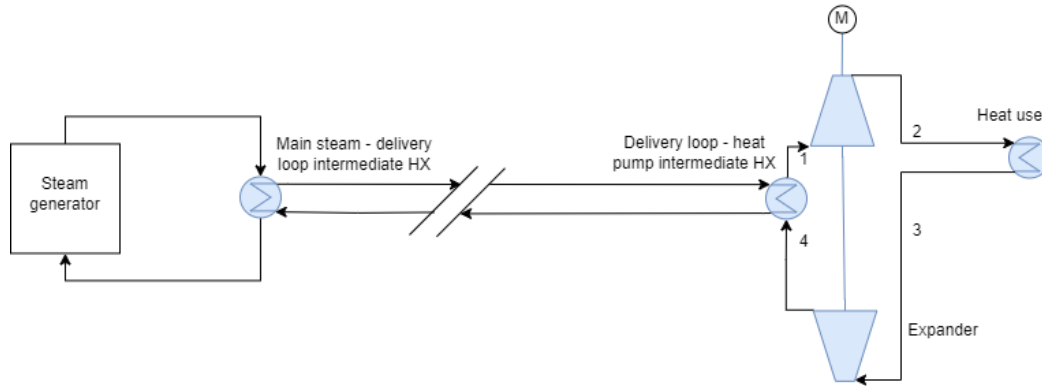 M
Heat use
Main steam - delivery
loop intermediate HX
Delivery loop - heat
pump intermediate HX
1
2
Steam
generator
3
4
Expander